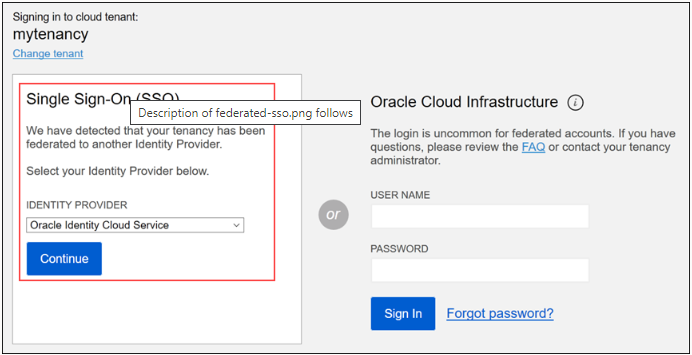 Signing in to cloud tenant:
mytenancy
Change tenant
Single Sign-On (SSO)
Description of federated-sso.png follows
We have detected that your tenancy has been
federated to another Identity Provider.
Select your Identity Provider below.
IDENTITY PROVIDER
Oracle Identity Cloud Service
Continue
or
Oracle Cloud Infrastructure i
The login is uncommon for federated accounts. If you have
questions, please review the FAQ or contact your tenancy
administrator.
USER NAME
PASSWORD
Sign In Forgot password?